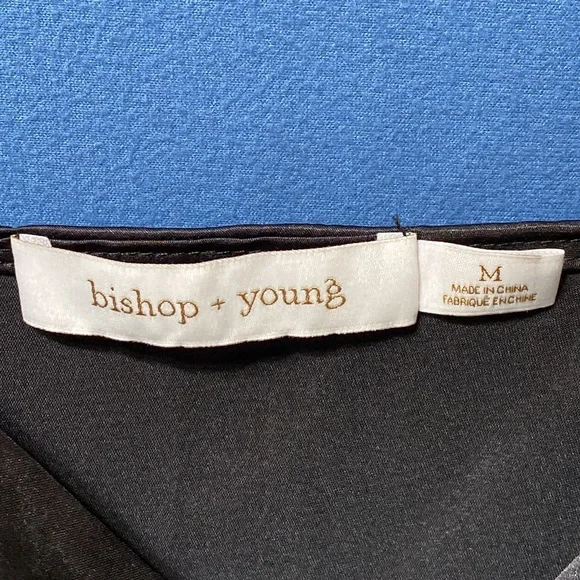 bishop + young
M
MADE IN CHINA
FABRIQUÉ EN CHINE